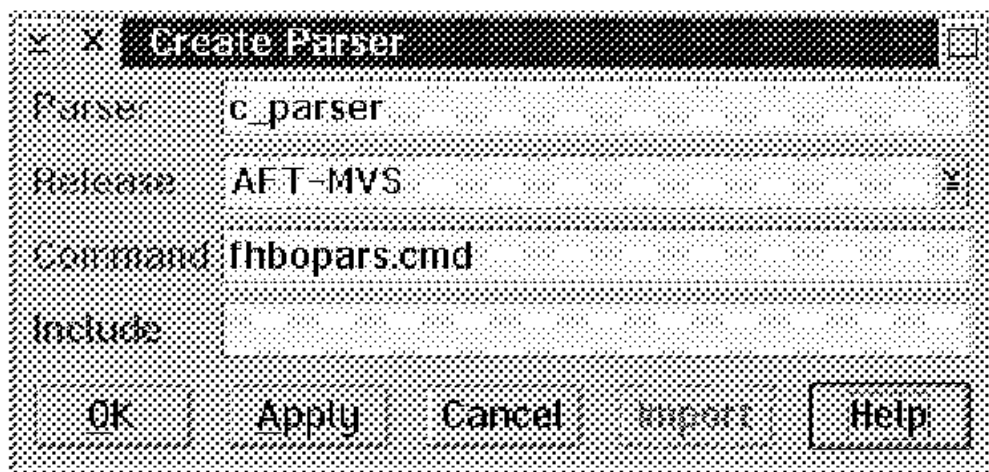 Create Parser
Parser c_parser
Release AFT-MVS
Command fhbopars.cmd
Include
OK Apply Cancel Import Help